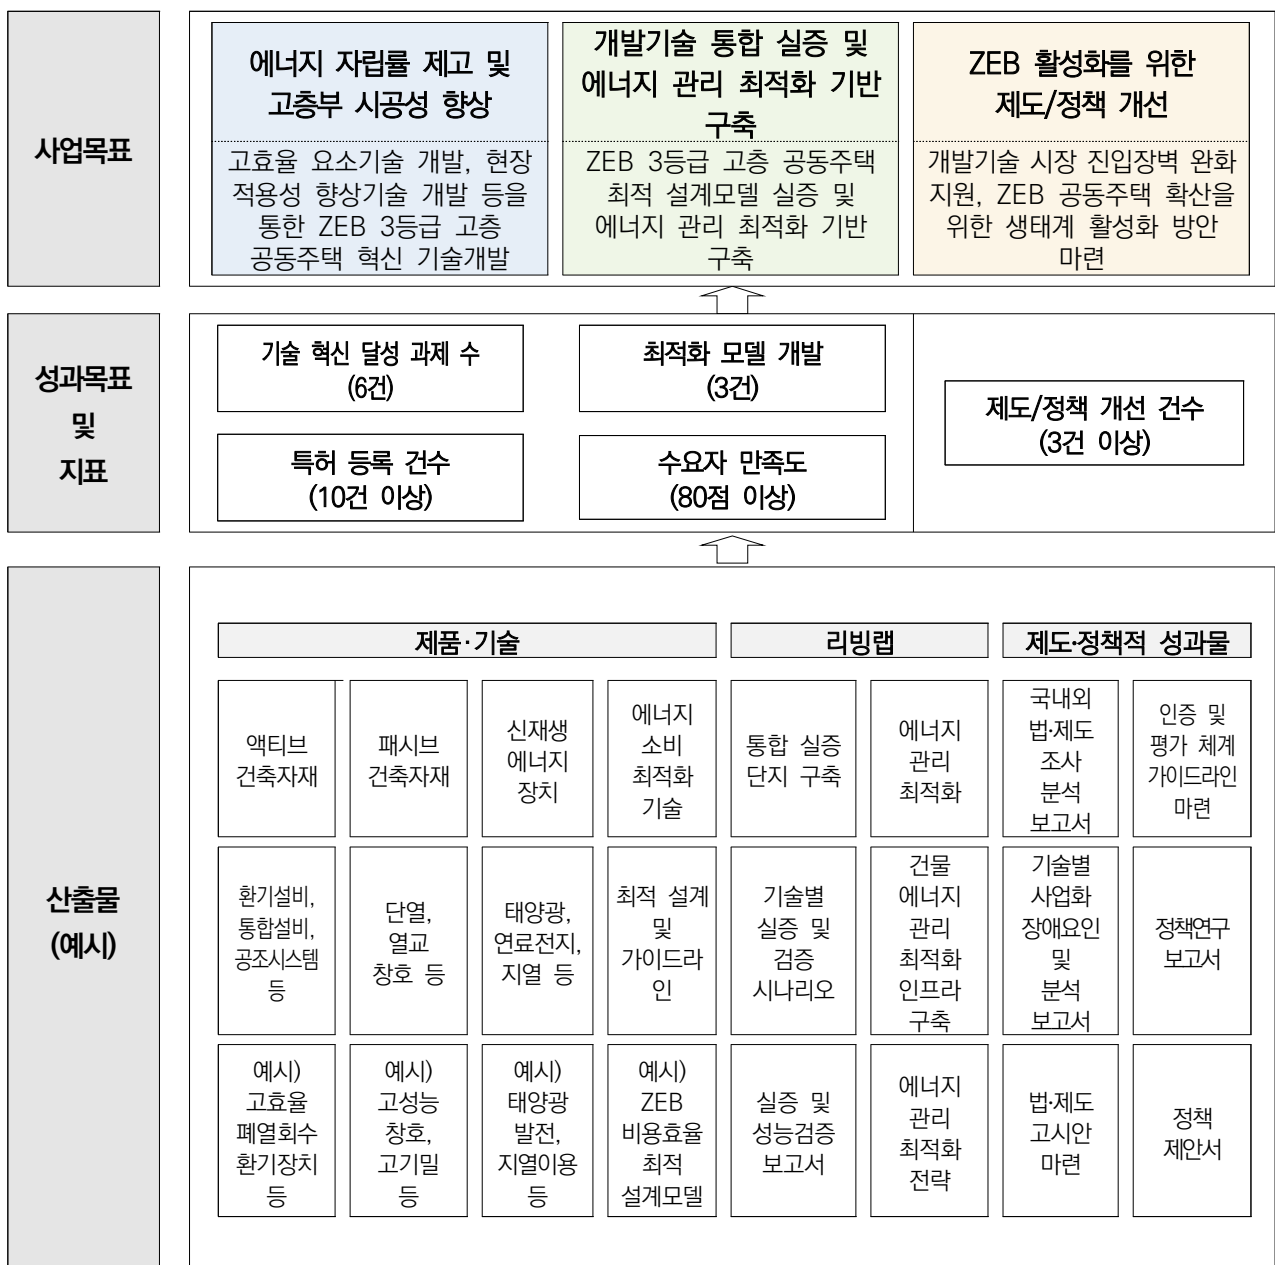 사업목표
에너지 자립률 제고 및
고층부 시공성 향상
고효율 요소기술 개발, 현장
적용성 향상기술 개발 등을
통한 ZEB 3등급 고층
공동주택 혁신 기술개발
개발기술 통합 실증 및
에너지 관리 최적화 기반
구축
ZEB 3등급 고층 공동주택
최적 설계모델 실증 및
에너지 관리 최적화 기반
구축
ZEB 활성화를 위한
제도/정책 개선
개발기술 시장 진입장벽 완화
지원, ZEB 공동주택 확산을
위한 생태계 활성화 방안
마련
성과목표
및
지표
기술 혁신 달성 과제 수
(6건)
최적화 모델 개발
(3건)
특허 등록 건수
(10건 이상)
수요자 만족도
(80점 이상)
제도/정책 개선 건수
(3건 이상)
산출물
(예시)
제품·기술
리빙랩
제도·정책적 성과물
액티브
건축자재
패시브
건축자재
신재생
에너지
장치
에너지
소비
최적화
기술
통합 실증
단지 구축
에너지
관리
최적화
국내외
법·제도
조사
분석
보고서
인증 및
평가 체계
가이드라인
마련
환기설비,
통합설비,
공조시스템
등
단열,
열교
창호 등
태양광,
연료전지,
지열 등
최적 설계
및
가이드라
인
기술별
실증 및
검증
시나리오
건물
에너지
관리
최적화
인프라
구축
기술별
사업화
장애요인
및
분석
보고서
정책연구
보고서
예시)
고효율
폐열회수
환기장치
등
예시)
고성능
창호,
고기밀
등
예시)
태양광
발전,
지열이용
등
예시)
ZEB
비용효율
최적
설계모델
실증 및
성능검증
보고서
에너지
관리
최적화
전략
법·제도
고시안
마련
정책
제안서